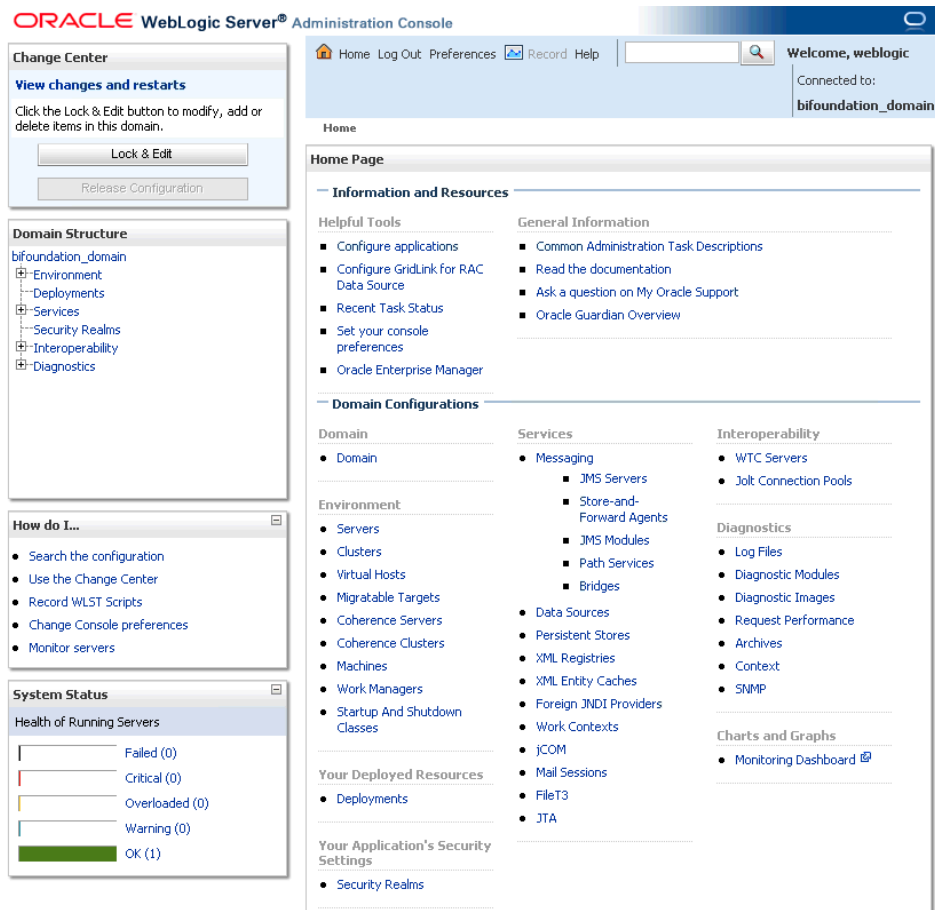 ORACLE WebLogic Server® Administration Console
Change Center
View changes and restarts
Click the Lock & Edit button to modify, add or
delete items in this domain.
Lock & Edit
Release Configuration
Domain Structure
bifoundation_domain
Environment
Deployments
Services
Security Realms
Interoperability
Diagnostics
How do I...
Search the configuration
Use the Change Center
Record WLST Scripts
Change Console preferences
Monitor servers
System Status
Health of Running Servers
Failed (0)
Critical (0)
Overloaded (0)
Warning (0)
OK (1)
Home Log Out Preferences Record Help
Welcome, weblogic
Connected to:
bifoundation_domain
Home
Home Page
Information and Resources
Helpful Tools
Configure applications
Configure GridLink for RAC
Data Source
Recent Task Status
Set your console
preferences
Oracle Enterprise Manager
General Information
Common Administration Task Descriptions
Read the documentation
Ask a question on My Oracle Support
Oracle Guardian Overview
Domain Configurations
Domain
Domain
Environment
Servers
Clusters
Virtual Hosts
Migratable Targets
Coherence Servers
Coherence Clusters
Machines
Work Managers
Startup And Shutdown
Classes
Your Deployed Resources
Deployments
Your Application's Security
Settings
Security Realms
Services
Messaging
JMS Servers
Store-and-
Forward Agents
JMS Modules
Path Services
Bridges
Data Sources
Persistent Stores
XML Registries
XML Entity Caches
Foreign JNDI Providers
Work Contexts
jCOM
Mail Sessions
FileT3
JTA
Interoperability
WTC Servers
Jolt Connection Pools
Diagnostics
Log Files
Diagnostic Modules
Diagnostic Images
Request Performance
Archives
Context
SNMP
Charts and Graphs
Monitoring Dashboard